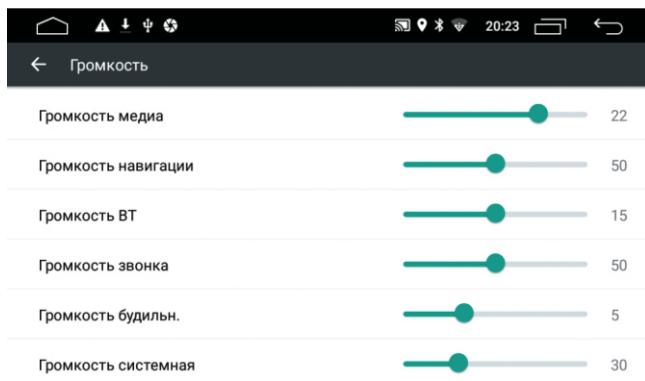 20:23
Громкость
Громкость медиа 22
Громкость навигации 50
Громкость BT 15
Громкость звонка 50
Громкость будильн. 5
Громкость системная 30